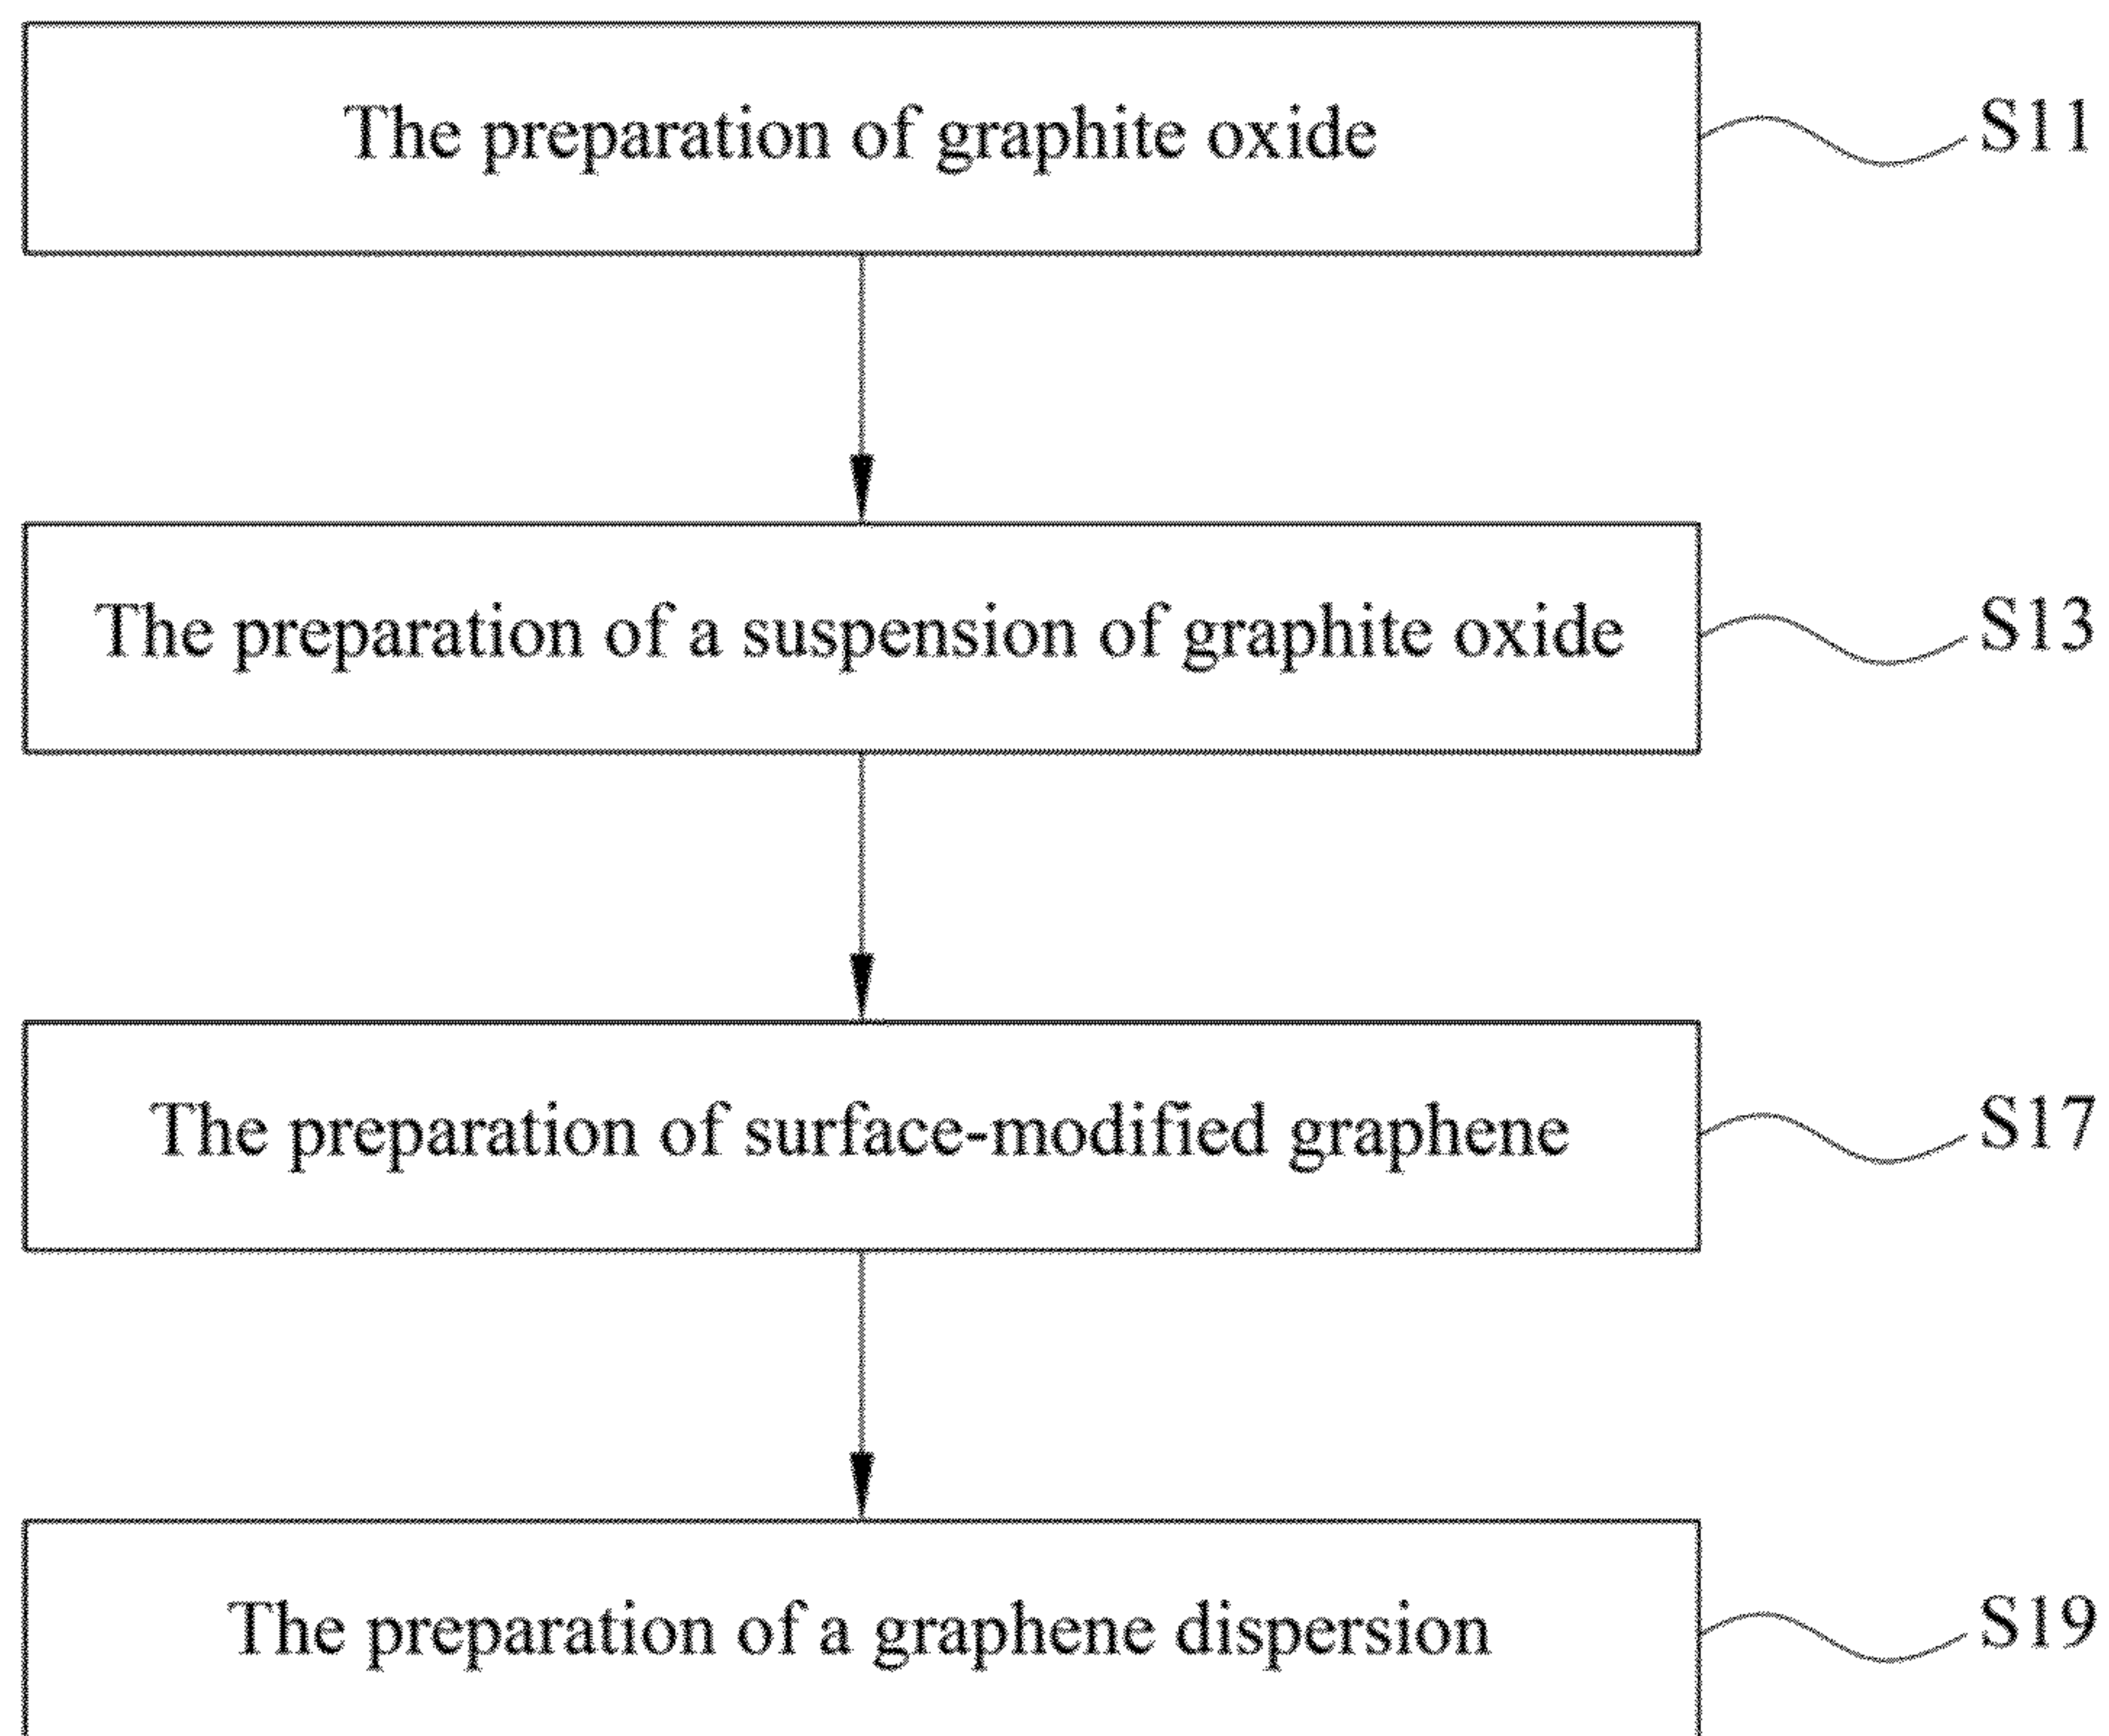 The preparation of graphite oxide
S11
The preparation of a suspension of graphite oxide
S13
The preparation of surface-modified graphene
S17
The preparation of a graphene dispersion
S19